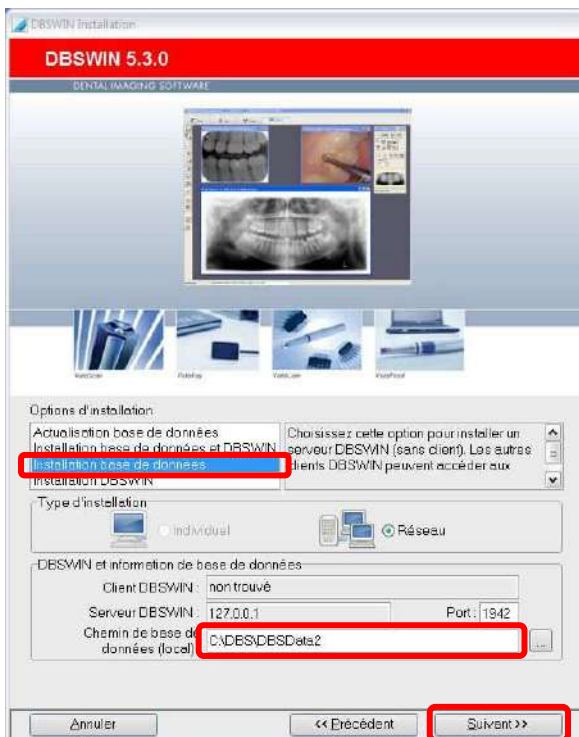 DBSWIN Installation
DBSWIN 5.3.0
DENTAL IMAGING SOFTWARE
VistaScan
VistaRay
VistaCam
VistaProof
Options d'installation
Actualisation base de données
Installation base de données et DBSWIN
Installation base de données
Installation DBSWIN
Choisissez cette option pour installer un
serveur DBSWIN (sans client). Les autres
clients DBSWIN peuvent accéder aux
Type d'installation
Individuel
Réseau
DBSWIN et information de base de données
Client DBSWIN : non trouvé
Serveur DBSWIN : 127.0.0.1 Port : 1942
Chemin de base de
données (local) C:\DBS\DBSData2 ...
Annuler << Précédent Suivant >>